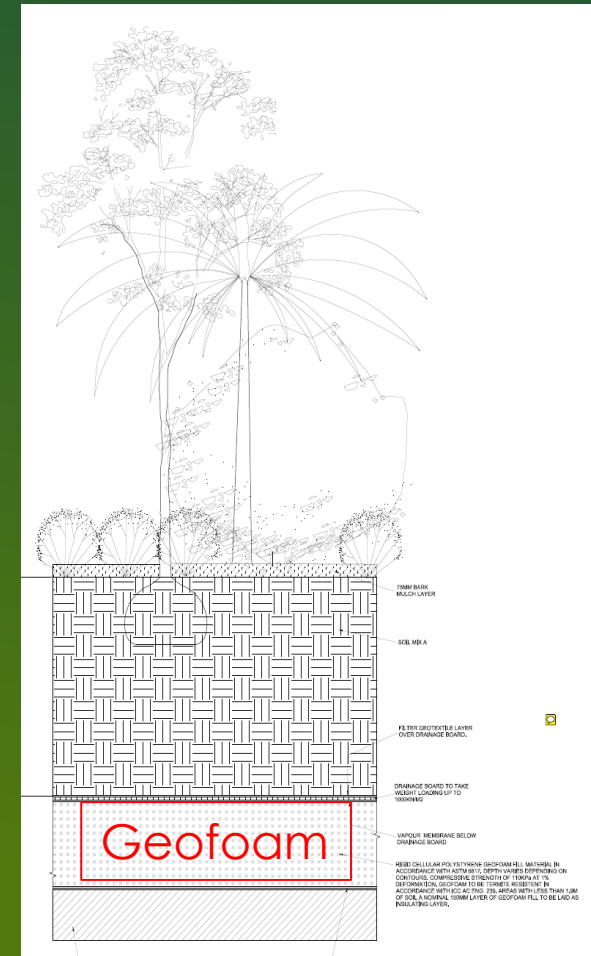 75MM BARK
MULCH LAYER
SOIL MIX A
FILTER GEOTEXTILE LAYER
OVER DRAINAGE BOARD.
DRAINAGE BOARD TO TAKE
WEIGHT LOADING UP TO
1000KN/M2
VAPOUR MEMBRANE BELOW
DRAINAGE BOARD
Geofoam
RIGID CELLULAR POLYSTYRENE GEOFOAM FILL MATERIAL IN
ACCORDANCE WITH ASTM 6817, DEPTH VARIES DEPENDING ON
CONTOURS, COMPRESSIVE STRENGTH OF 110KPa AT 1%
DEFORMATION, GEOFOAM TO BE TERMITE RESISTENT IN
ACCORDANCE WITH ICC AC ENG 239, AREAS WITH LESS THAN
OF SOIL A NOMINAL 150MM LAYER OF GEOFOAM FILL TO BE LAID AS
INSULATING LAYER,